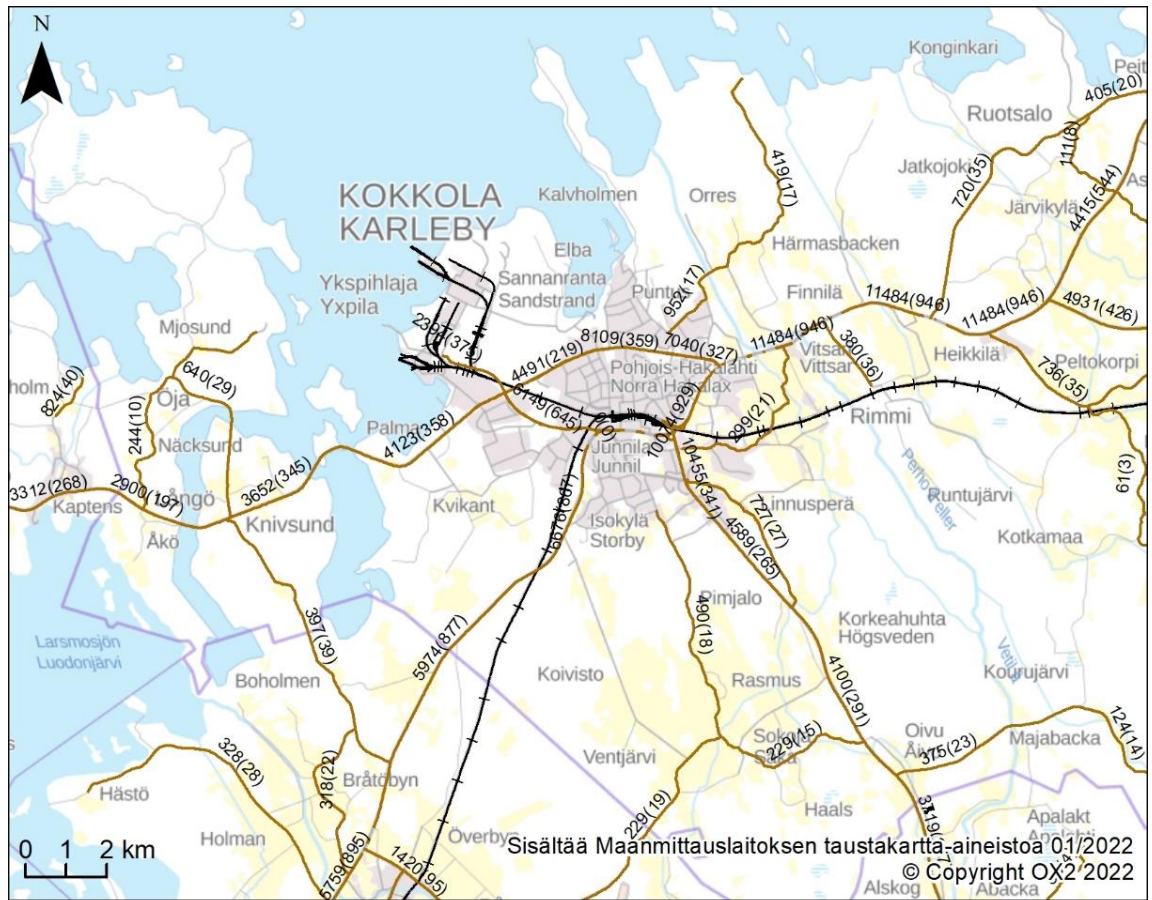 N
Konginkari
405(20)
Ruotsalo
111(8)
419(17)
Jatkojoki
720(35)
KOKKOLA
KARLEBY
Kalvholmen
Orres
Järvikylä
4415(544)
Elba
Härmasbacken
Ykspihlaja
Yxpila
Sannanranta
Sandstrand
952(17)
Finnilä
11484(946)
11484(946)
4931(426)
Mjosund
8109(359)
7040(327)
11484(946)
4491(219)
Vittsar
380(36)
Heikkilä
Peltokorpi
640(29)
Pohjois-Hakalahti
Norra Hakalax
736(35)
824(40)
Öja
6149(645)
299(21)
Rimmi
244(10)
Näcksund
Palma
4123(358)
Junnila
Junnil
10455(341)
3652(345)
61(3)
3312(268)
2900(197)
Kaptens
Knivsund
Kvikant
727(27)
Linnusperä
Runtujärvi
Åkö
Isokylä
Storby
4589(265)
Kotkamaa
490(18)
Pimjalo
Korkeahuhta
Högsveden
Larsmosjön
Luodonjärvi
397(39)
5974(877)
Boholmen
Koivisto
Rasmus
4100(291)
Kourujärvi
124(14)
328(28)
229(15)
Oivu
375(23)
Majabacka
Ventjärvi
Hästö
318(22)
Bråtöbyn
229(19)
Haals
Apalakt
Holman
0 1 2 km
5759(895)
1420(95)
Sisältää Maanmittauslaitoksen taustakartta-aineistoa 01/2022
© Copyright OX2 2022
Alskog
Abacka